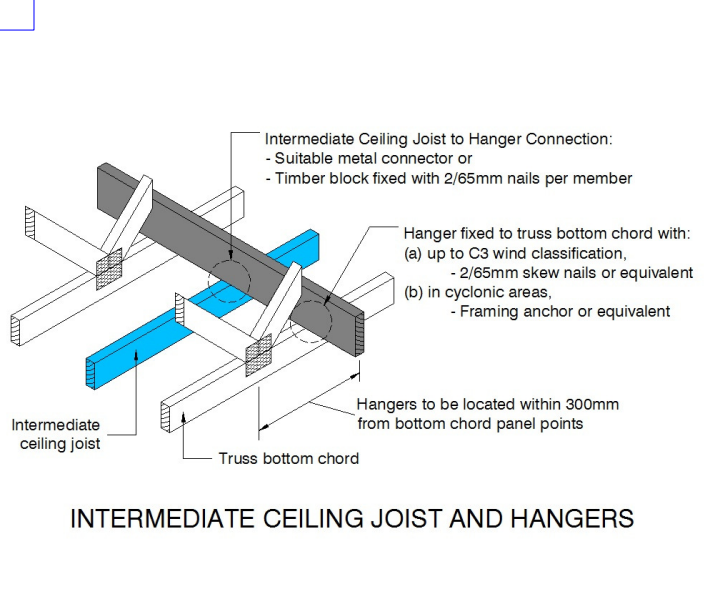 Intermediate Ceiling Joist to Hanger Connection:
- Suitable metal connector or
- Timber block fixed with 2/65mm nails per member
Hanger fixed to truss bottom chord with:
(a) up to C3 wind classification,
- 2/65mm skew nails or equivalent
(b) in cyclonic areas,
- Framing anchor or equivalent
Hangers to be located within 300mm
from bottom chord panel points
Intermediate
ceiling joist
Truss bottom chord
INTERMEDIATE CEILING JOIST AND HANGERS